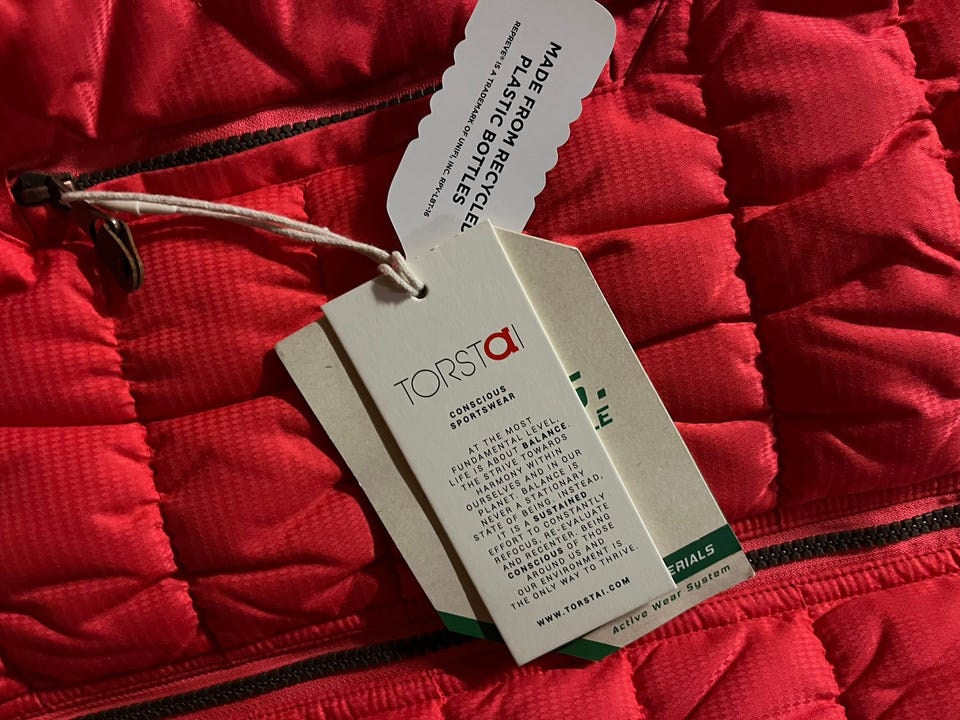 MADE FROM RECYCLED
PLASTIC BOTTLES
REPREVE® IS A TRADEMARK OF UNIFI, INC. RPV-LBT-16
TORSTAI
CONSCIOUS
SPORTSWEAR
AT THE MOST
FUNDAMENTAL LEVEL,
LIFE IS ABOUT BALANCE.
THE STRIVE TOWARDS
HARMONY WITHIN
OURSELVES AND IN OUR
PLANET. BALANCE IS
NEVER A STATIONARY
STATE OF BEING. INSTEAD,
IT IS A SUSTAINED
EFFORT TO CONSTANTLY
REFOCUS, RE-EVALUATE
AND RECENTER, BEING
CONSCIOUS OF THOSE
AROUND US AND
OUR ENVIRONMENT IS
THE ONLY WAY TO THRIVE.
WWW.TORSTAI.COM
Active Wear System